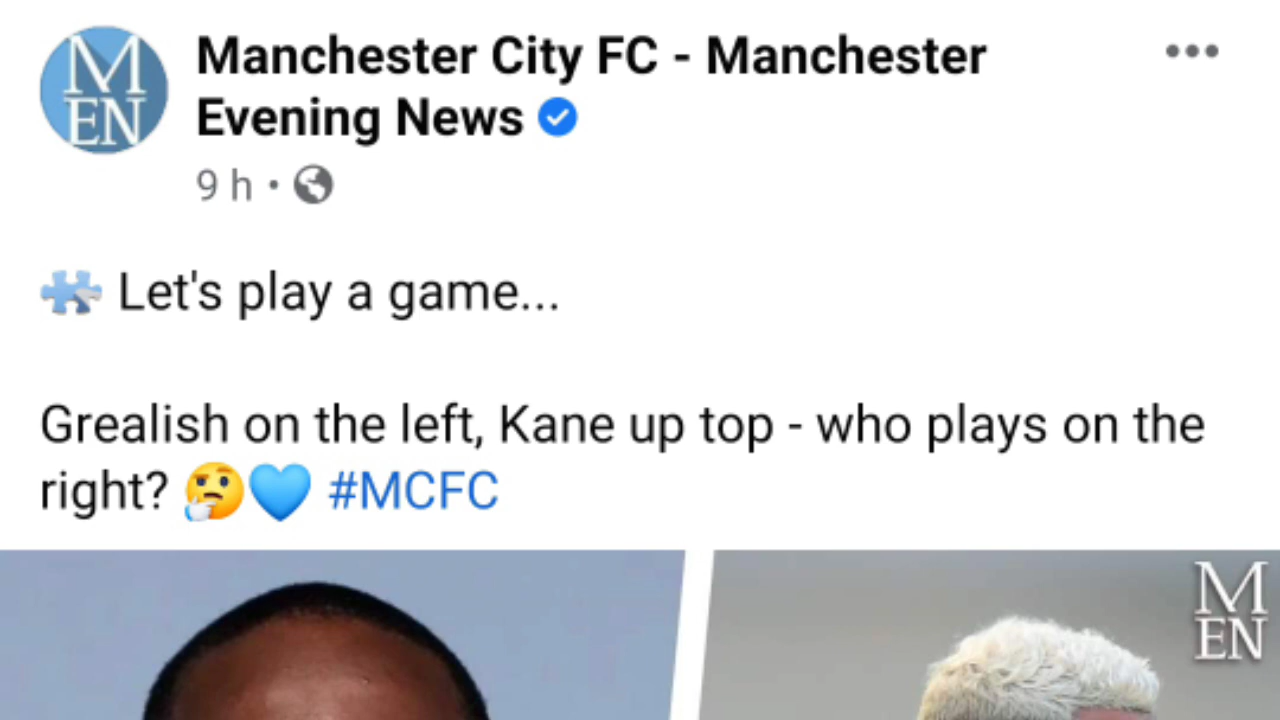 M
EN
Manchester City FC - Manchester
Evening News
9 h •
Let's play a game...
Grealish on the left, Kane up top - who plays on the
right? 🤔💙 #MCFC
M
EN